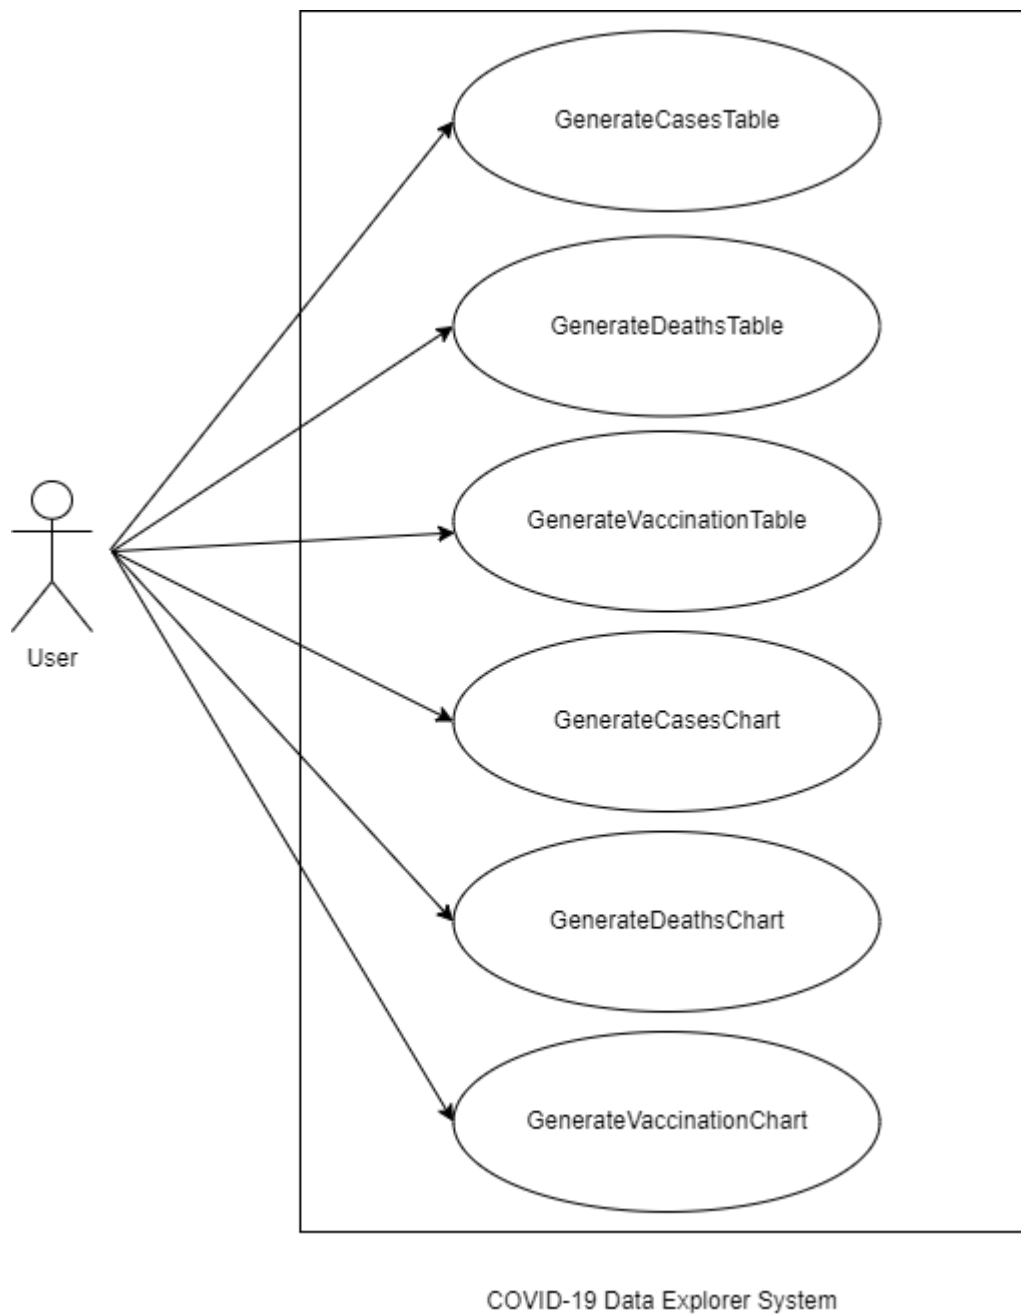 GenerateCasesTable
GenerateDeathsTable
GenerateVaccinationTable
User
GenerateCasesChart
GenerateDeathsChart
GenerateVaccinationChart
COVID-19 Data Explorer System